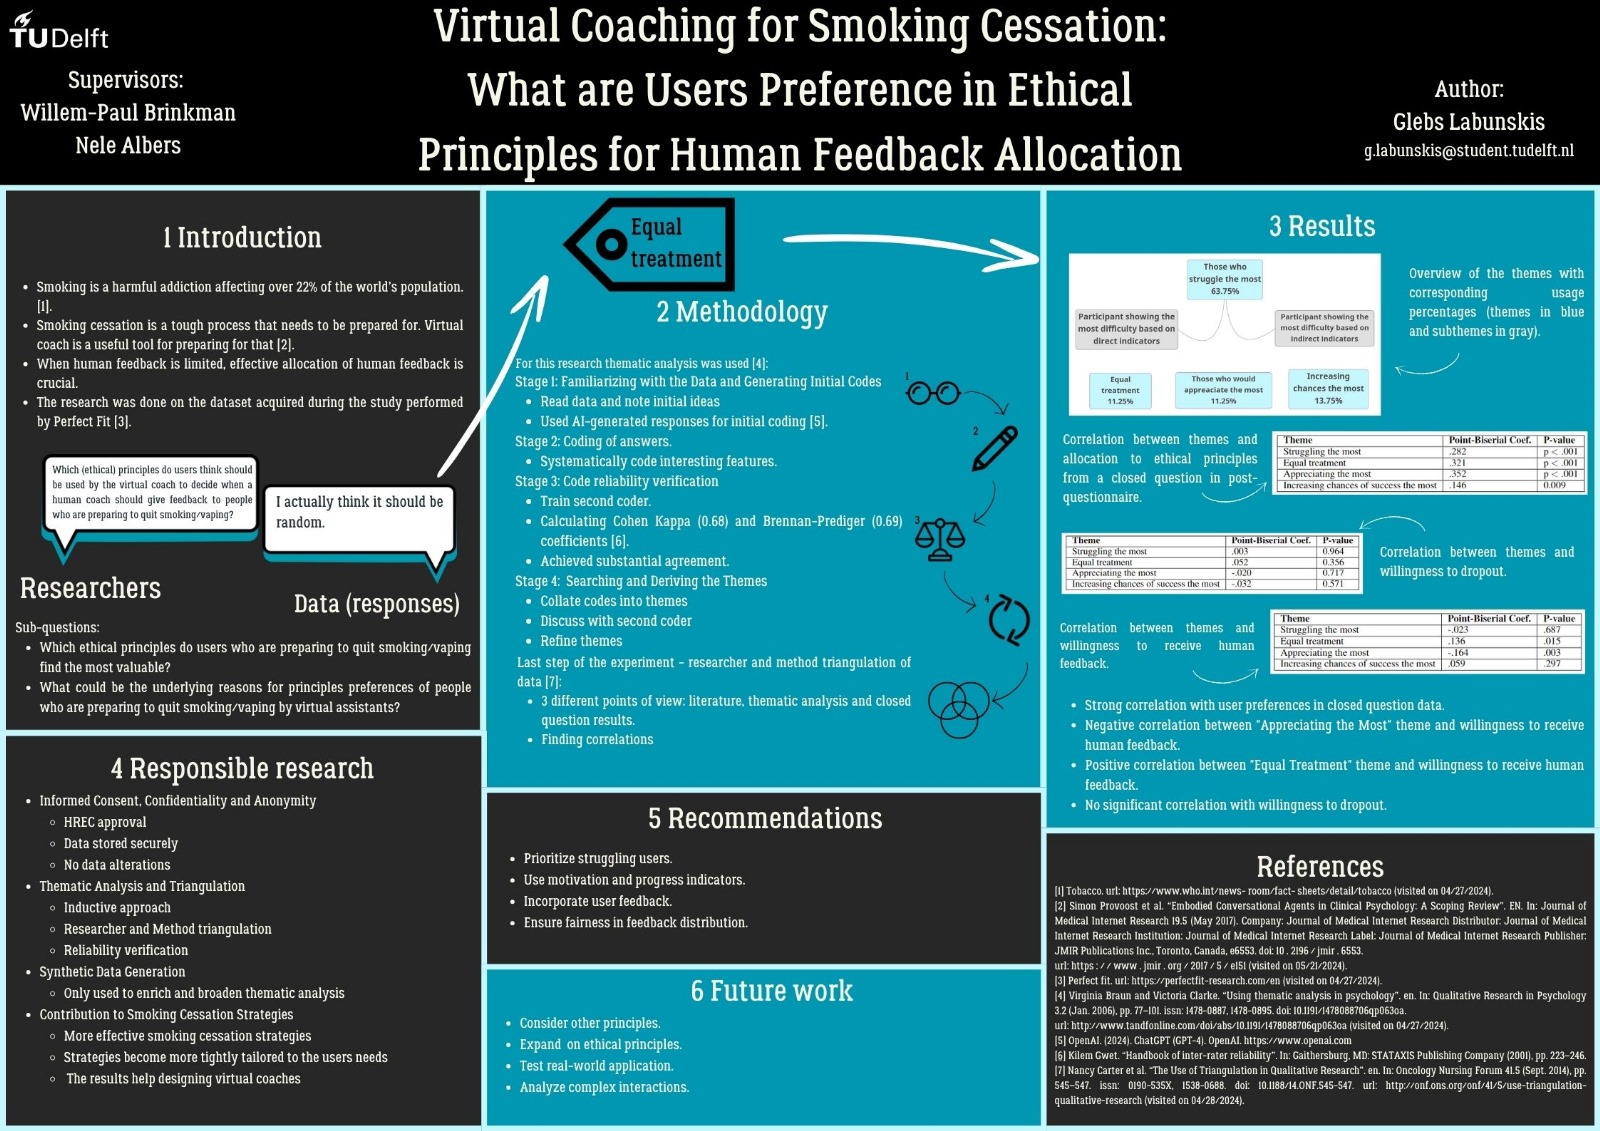 TUDelft
Supervisors:
Willem-Paul Brinkman
Nele Albers
Virtual Coaching for Smoking Cessation:
What are Users Preference in Ethical
Principles for Human Feedback Allocation
Author:
Glebs Labunskis
g.labunskis@student.tudelft.nl
1 Introduction
• Smoking is a harmful addiction affecting over 22% of the world's population.
[1].
• Smoking cessation is a tough process that needs to be prepared for. Virtual
coach is a useful tool for preparing for that [2].
• When human feedback is limited, effective allocation of human feedback is
crucial.
• The research was done on the dataset acquired during the study performed
by Perfect Fit [3].
Which (ethical) principles do users think should
be used by the virtual coach to decide when a
human coach should give feedback to people
who are preparing to quit smoking/vaping?
I actually think it should be
random.
Researchers
Data (responses)
Sub-questions:
• Which ethical principles do users who are preparing to quit smoking/vaping
find the most valuable?
• What could be the underlying reasons for principles preferences of people
who are preparing to quit smoking/vaping by virtual assistants?
Equal
treatment
2 Methodology
For this research thematic analysis was used [4]:
Stage 1: Familiarizing with the Data and Generating Initial Codes
• Read data and note initial ideas
• Used AI-generated responses for initial coding [5].
Stage 2: Coding of answers.
• Systematically code interesting features.
Stage 3: Code reliability verification
• Train second coder.
• Calculating Cohen Kappa (0.68) and Brennan-Prediger (0.69)
coefficients [6].
• Achieved substantial agreement.
Stage 4: Searching and Deriving the Themes
• Collate codes into themes
• Discuss with second coder
• Refine themes
Last step of the experiment - researcher and method triangulation of
data [7]:
• 3 different points of view: literature, thematic analysis and closed
question results.
• Finding correlations
1
2
3
4
3 Results
Those who
struggle the most
63.75%
Participant showing the
most difficulty based on
direct indicators
Participant showing the
most difficulty based on
indirect indicators
Equal
treatment
11.25%
Those who would
appreaciate the most
11.25%
Increasing
chances the most
13.75%
Overview of the themes with
corresponding usage
percentages (themes in blue
and subthemes in gray).
Correlation between themes and
allocation to ethical principles
from a closed question in post-
questionnaire.
Theme Point-Biserial Coef. P-value
Struggling the most .282 p < .001
Equal treatment .321 p < .001
Appreciating the most .352 p < .001
Increasing chances of success the most .146 0.009
Theme Point-Biserial Coef. P-value
Struggling the most .003 0.964
Equal treatment .052 0.356
Appreciating the most -.020 0.717
Increasing chances of success the most -.032 0.571
Correlation between themes and
willingness to dropout.
Correlation between themes and
willingness to receive human
feedback.
Theme Point-Biserial Coef. P-value
Struggling the most -.023 .687
Equal treatment .136 .015
Appreciating the most -.164 .003
Increasing chances of success the most .059 .297
• Strong correlation with user preferences in closed question data.
• Negative correlation between "Appreciating the Most" theme and willingness to receive
human feedback.
• Positive correlation between "Equal Treatment" theme and willingness to receive human
feedback.
• No significant correlation with willingness to dropout.
4 Responsible research
• Informed Consent, Confidentiality and Anonymity
◦ HREC approval
◦ Data stored securely
◦ No data alterations
• Thematic Analysis and Triangulation
◦ Inductive approach
◦ Researcher and Method triangulation
◦ Reliability verification
• Synthetic Data Generation
◦ Only used to enrich and broaden thematic analysis
• Contribution to Smoking Cessation Strategies
◦ More effective smoking cessation strategies
◦ Strategies become more tightly tailored to the users needs
◦ The results help designing virtual coaches
5 Recommendations
• Prioritize struggling users.
• Use motivation and progress indicators.
• Incorporate user feedback.
• Ensure fairness in feedback distribution.
6 Future work
• Consider other principles.
• Expand on ethical principles.
• Test real-world application.
• Analyze complex interactions.
References
[1] Tobacco. url: https://www.who.int/news- room/fact- sheets/detail/tobacco (visited on 04/27/2024).
[2] Simon Provoost et al. “Embodied Conversational Agents in Clinical Psychology: A Scoping Review”. EN. In: Journal of
Medical Internet Research 19.5 (May 2017). Company: Journal of Medical Internet Research Distributor: Journal of Medical
Internet Research Institution: Journal of Medical Internet Research Label: Journal of Medical Internet Research Publisher:
JMIR Publications Inc., Toronto, Canada, e6553. doi: 10 . 2196 / jmir . 6553.
url: https : / / www . jmir . org / 2017 / 5 / e151 (visited on 05/21/2024).
[3] Perfect fit. url: https://perfectfit-research.com/en (visited on 04/27/2024).
[4] Virginia Braun and Victoria Clarke. “Using thematic analysis in psychology”. en. In: Qualitative Research in Psychology
3.2 (Jan. 2006), pp. 77–101. issn: 1478-0887, 1478-0895. doi: 10.1191/1478088706qp063oa.
url: http://www.tandfonline.com/doi/abs/10.1191/1478088706qp063oa (visited on 04/27/2024).
[5] OpenAI. (2024). ChatGPT (GPT-4). OpenAI. https://www.openai.com
[6] Kilem Gwet. “Handbook of inter-rater reliability”. In: Gaithersburg, MD: STATAXIS Publishing Company (2001), pp. 223–246.
[7] Nancy Carter et al. “The Use of Triangulation in Qualitative Research”. en. In: Oncology Nursing Forum 41.5 (Sept. 2014), pp.
545–547. issn: 0190-535X, 1538-0688. doi: 10.1188/14.ONF.545-547. url: http://onf.ons.org/onf/41/5/use-triangulation-
qualitative-research (visited on 04/28/2024).